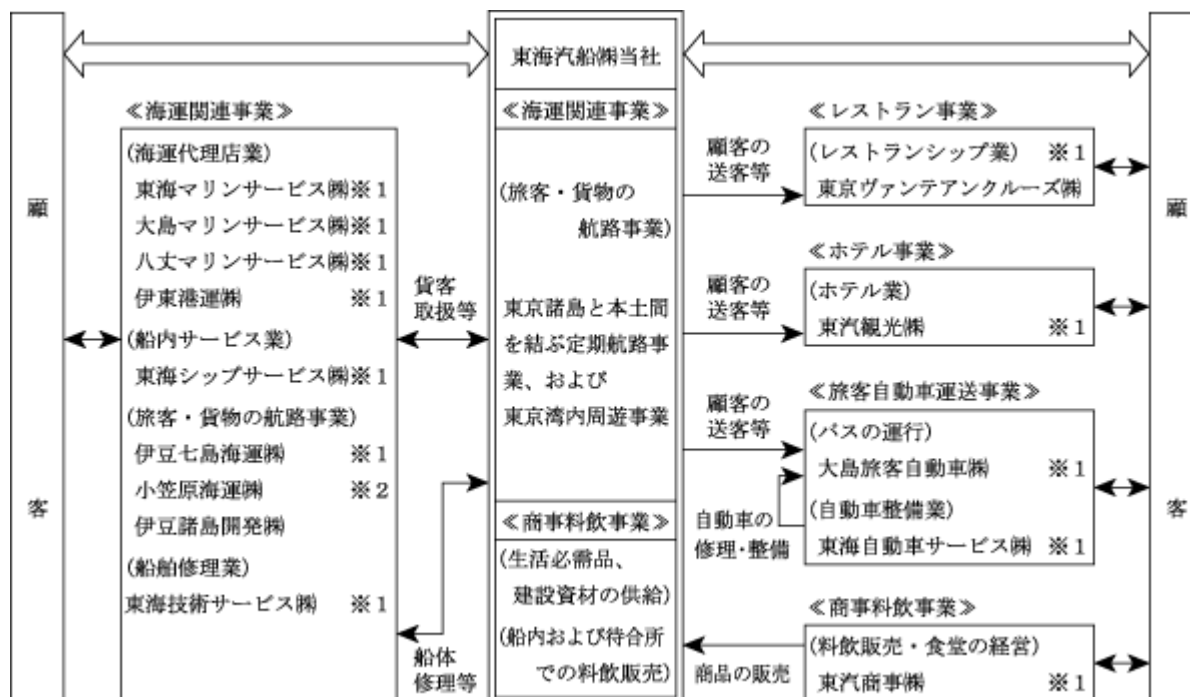 顧
客
≪海運関連事業≫
(海運代理店業)
東海マリンサービス㈱※1
大島マリンサービス㈱※1
八丈マリンサービス㈱※1
伊東港運㈱ ※1
(船内サービス業)
東海シップサービス㈱※1
(旅客・貨物の航路事業)
伊豆七島海運㈱ ※1
小笠原海運㈱ ※2
伊豆諸島開発㈱
(船舶修理業)
東海技術サービス㈱ ※1
貨客
取扱等
船体
修理等
東海汽船㈱当社
≪海運関連事業≫
(旅客・貨物の
航路事業)
東京諸島と本土間
を結ぶ定期航路事
業、および
東京湾内周遊事業
≪商事料飲事業≫
(生活必需品、
建設資材の供給)
(船内および待合所
での料飲販売)
顧客の
送客等
顧客の
送客等
顧客の
送客等
自動車の
修理・整備
商品の販売
≪レストラン事業≫
(レストランシップ業) ※1
東京ヴァンテアンクルーズ㈱
≪ホテル事業≫
(ホテル業)
東汽観光㈱ ※1
≪旅客自動車運送事業≫
(バスの運行)
大島旅客自動車㈱ ※1
(自動車整備業)
東海自動車サービス㈱ ※1
≪商事料飲事業≫
(料飲販売・食堂の経営)
東汽商事㈱ ※1
顧
客